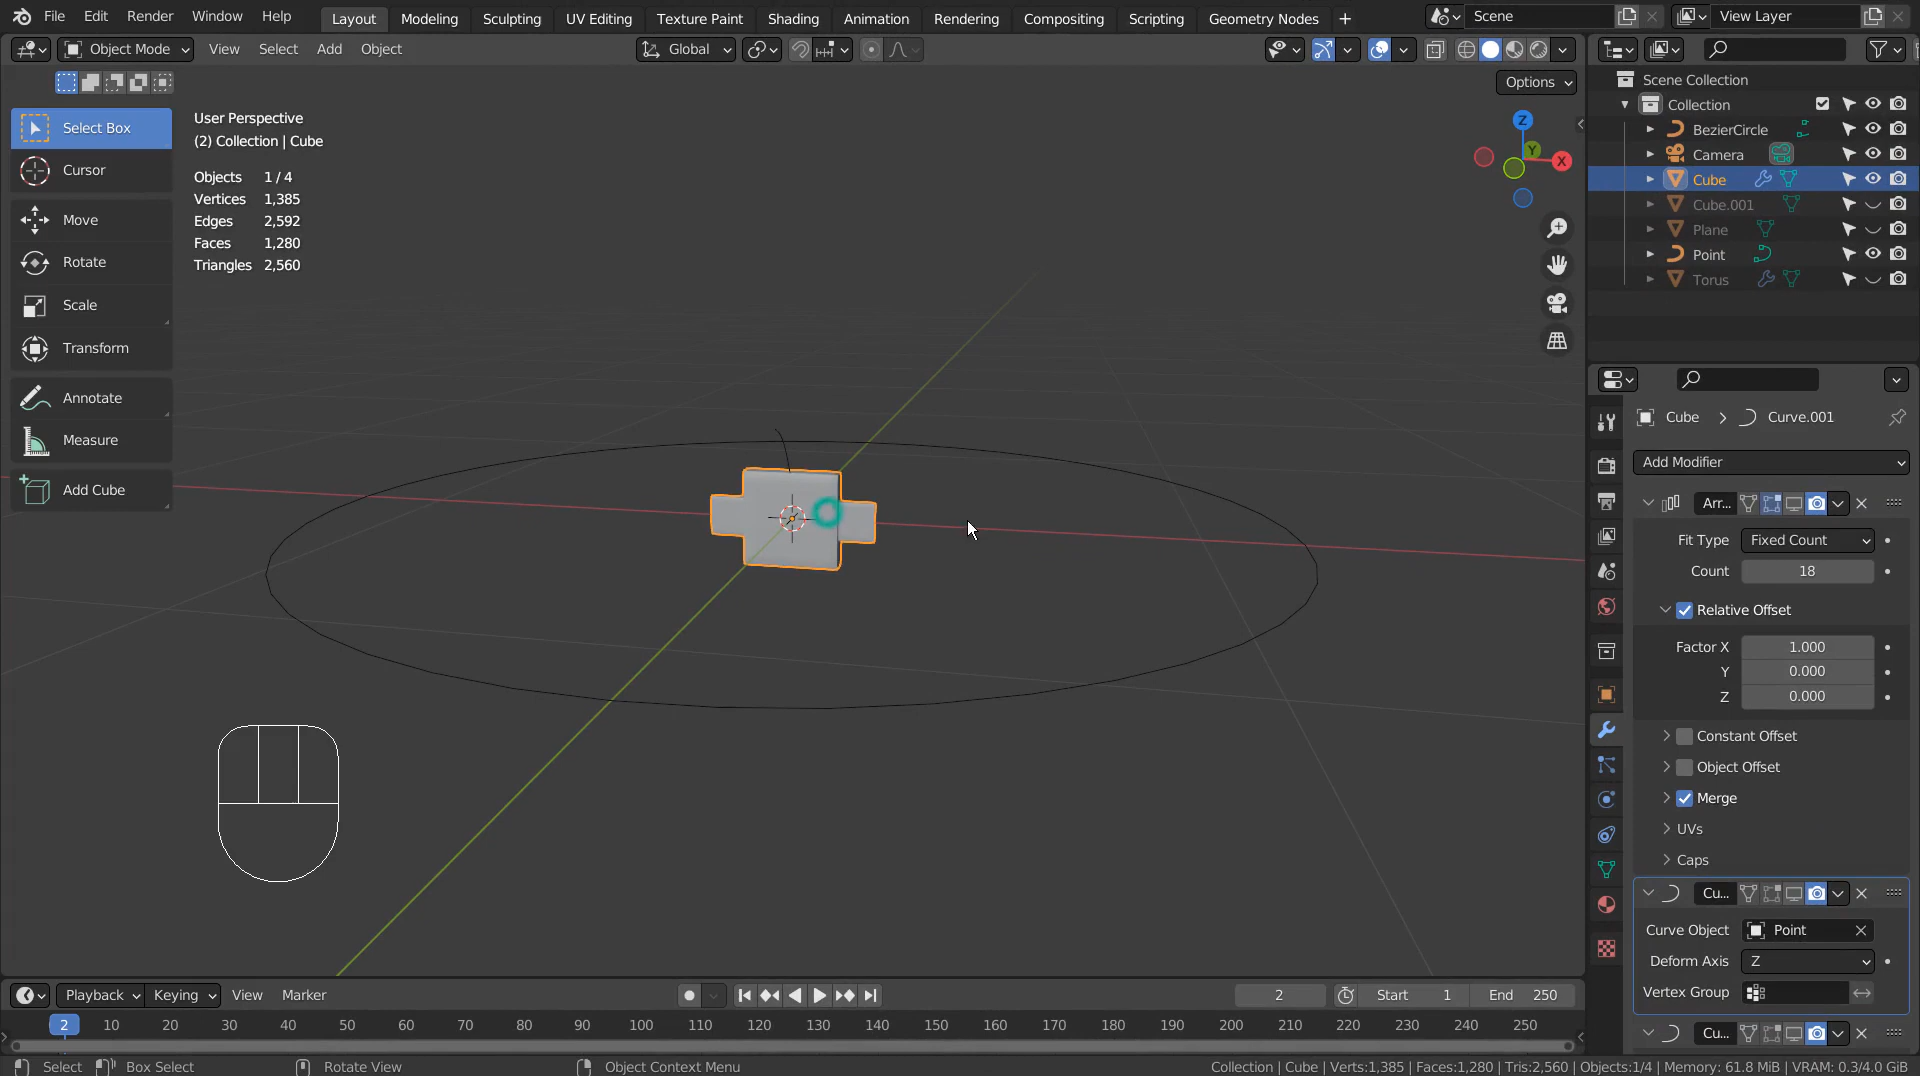 File Edit Render Window Help Layout Modeling Sculpting UV Editing Texture Paint Shading Animation Rendering Compositing Scripting Geometry Nodes + Scene View Layer
Object Mode View Select Add Object Global
Options
Select Box
Cursor
Move
Rotate
Scale
Transform
Annotate
Measure
Add Cube
User Perspective
(2) Collection | Cube
Objects 1 / 4
Vertices 1,385
Edges 2,592
Faces 1,280
Triangles 2,560
Z
Y
X
Scene Collection
Collection
BezierCircle
Camera
Cube
Cube.001
Plane
Point
Torus
Cube > Curve.001
Add Modifier
Arr...
Fit Type Fixed Count
Count 18
Relative Offset
Factor X 1.000
Y 0.000
Z 0.000
Constant Offset
Object Offset
Merge
UVs
Caps
Cu...
Curve Object Point
Deform Axis Z
Vertex Group
Cu...
Playback Keying View Marker 2 Start 1 End 250
2 10 20 30 40 50 60 70 80 90 100 110 120 130 140 150 160 170 180 190 200 210 220 230 240 250
Select Box Select Rotate View Object Context Menu Collection | Cube | Verts:1,385 | Faces:1,280 | Tris:2,560 | Objects:1/4 | Memory: 61.8 MiB | VRAM: 0.3/4.0 GiB